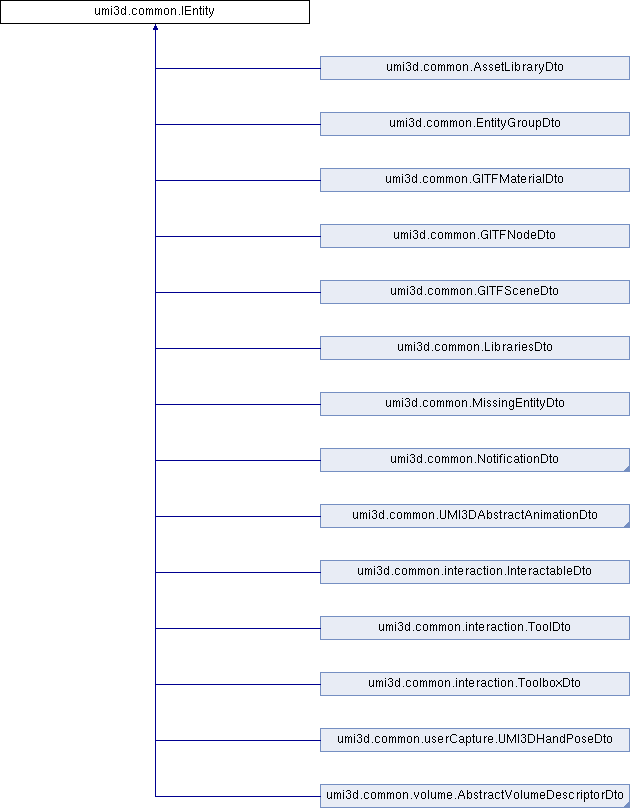 umi3d.common.IEntity
umi3d.common.AssetLibraryDto
umi3d.common.EntityGroupDto
umi3d.common.GlTFMaterialDto
umi3d.common.GlTFNodeDto
umi3d.common.GlTFSceneDto
umi3d.common.LibrariesDto
umi3d.common.MissingEntityDto
umi3d.common.NotificationDto
umi3d.common.UMI3DAbstractAnimationDto
umi3d.common.interaction.InteractableDto
umi3d.common.interaction.ToolDto
umi3d.common.interaction.ToolboxDto
umi3d.common.userCapture.UMI3DHandPoseDto
umi3d.common.volume.AbstractVolumeDescriptorDto